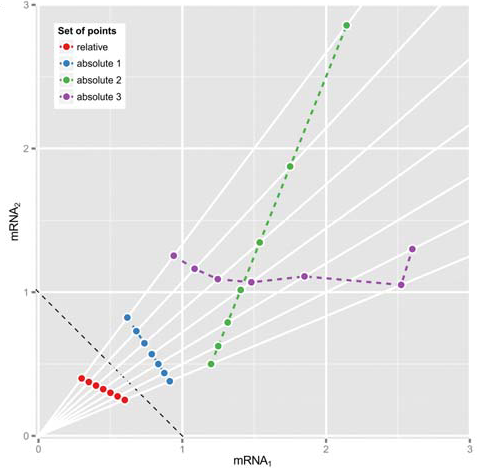 3
Set of points
relative
absolute 1
absolute 2
absolute 3
2
mRNA₂
1
0
0
1
2
3
mRNA₁